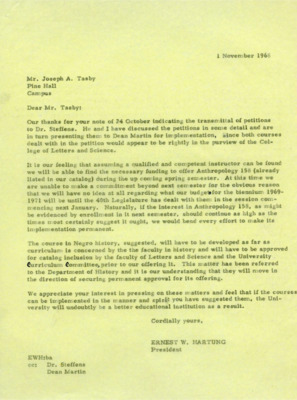 1 November 1968
Mr. Joseph A. Tasby
Pine Hall
Campus
Dear Mr. Tasby:
Our thanks for your note of 24 October indicating the transmittal of petitions
to Dr. Steffens. He and I have discussed the petitions in some detail and are
in turn presenting them to Dean Martin for implementation, since both courses
dealt with in the petition would appear to be rightly in the purview of the Col-
lege of Letters and Science.
It is our feeling that assuming a qualified and competent instructor can be found
we will be able to find the necessary funding to offer Anthropology 150 (already
listed in our catalog) during the up coming spring semester. At this time we
are unable to make a commitment beyond next semester for the obvious reason
that we will have no idea at all regarding what our budget for the biennium 1969-
1971 will be until the 40th Legislature has dealt with them in the session com-
mencing next January. Naturally, if the interest in Anthropology 150, as might
be evidenced by enrollment in it next semester, should continue as high as the
times most certainly suggest it ought, we would bend every effort to make its
implementation permanent.
The course in Negro history, suggested, will have to be developed as far as
curriculum is concerned by the faculty in history and will have to be approved
for catalog inclusion by the faculty of Letters and Science and the University
Curriculum Committee, prior to our offering it. This matter has been referred
to the Department of History and it is our understanding that they will move in
the direction of securing permanent approval for its offering.
We appreciate your interest in pressing on these matters and feel that if the courses
can be implemented in the manner and spirit you have suggested them, the Uni-
versity will undoubtedly be a better educational institution as a result.
Cordially yours,
ERNEST W. HARTUNG
President
EWH:ba
cc: Dr. Steffens
Dean Martin